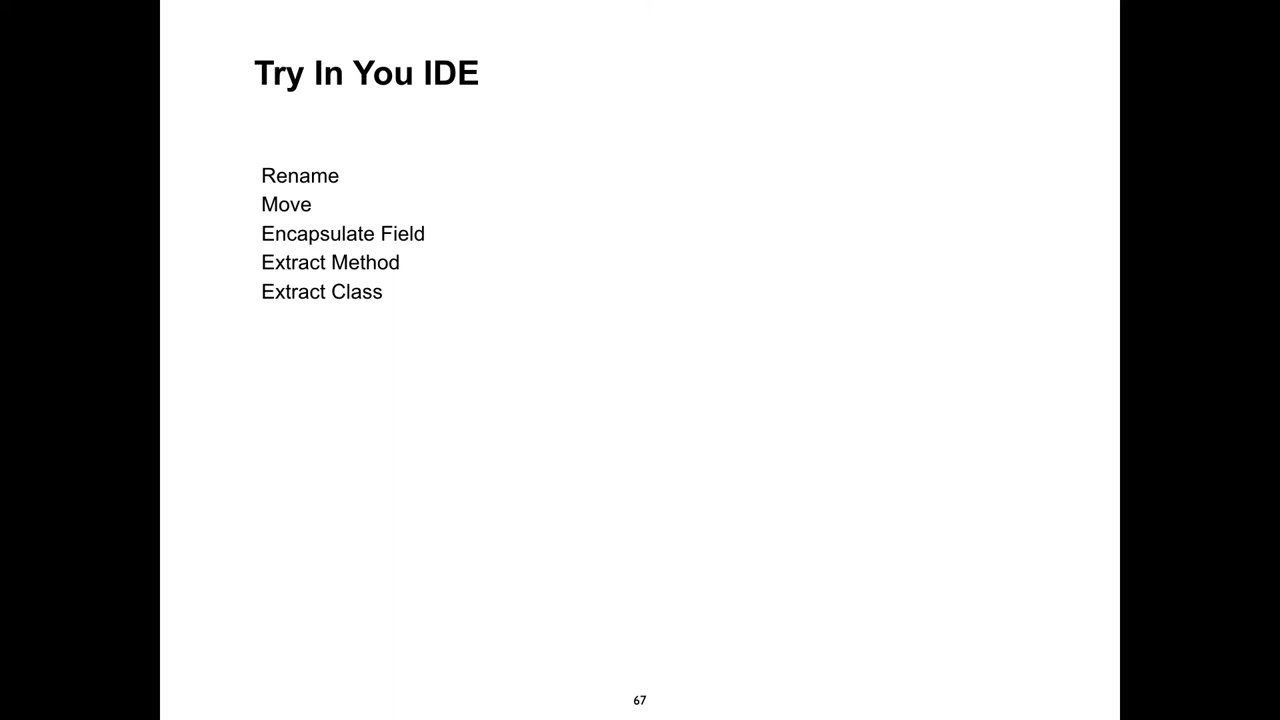 Try In You IDE
Rename
Move
Encapsulate Field
Extract Method
Extract Class
67